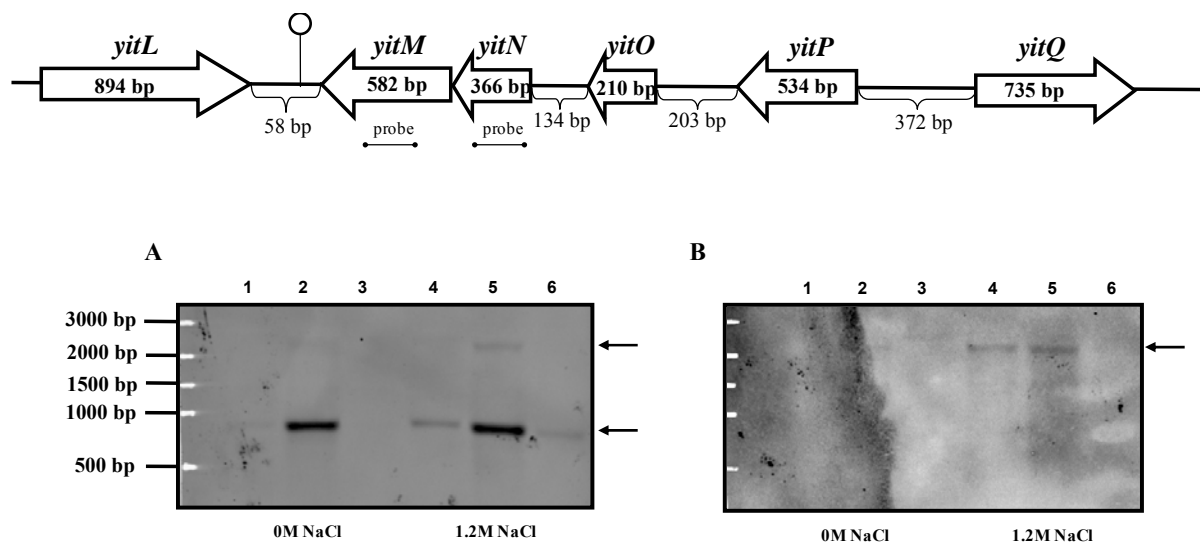 yitL yitM yitN yitO yitP yitQ
894 bp 582 bp 366 bp 210 bp 534 bp 735 bp
58 bp 134 bp 203 bp 372 bp
probe probe
A B
1 2 3 4 5 6 1 2 3 4 5 6
3000 bp
2000 bp
1500 bp
1000 bp
500 bp
0M NaCl 1.2M NaCl 0M NaCl 1.2M NaCl